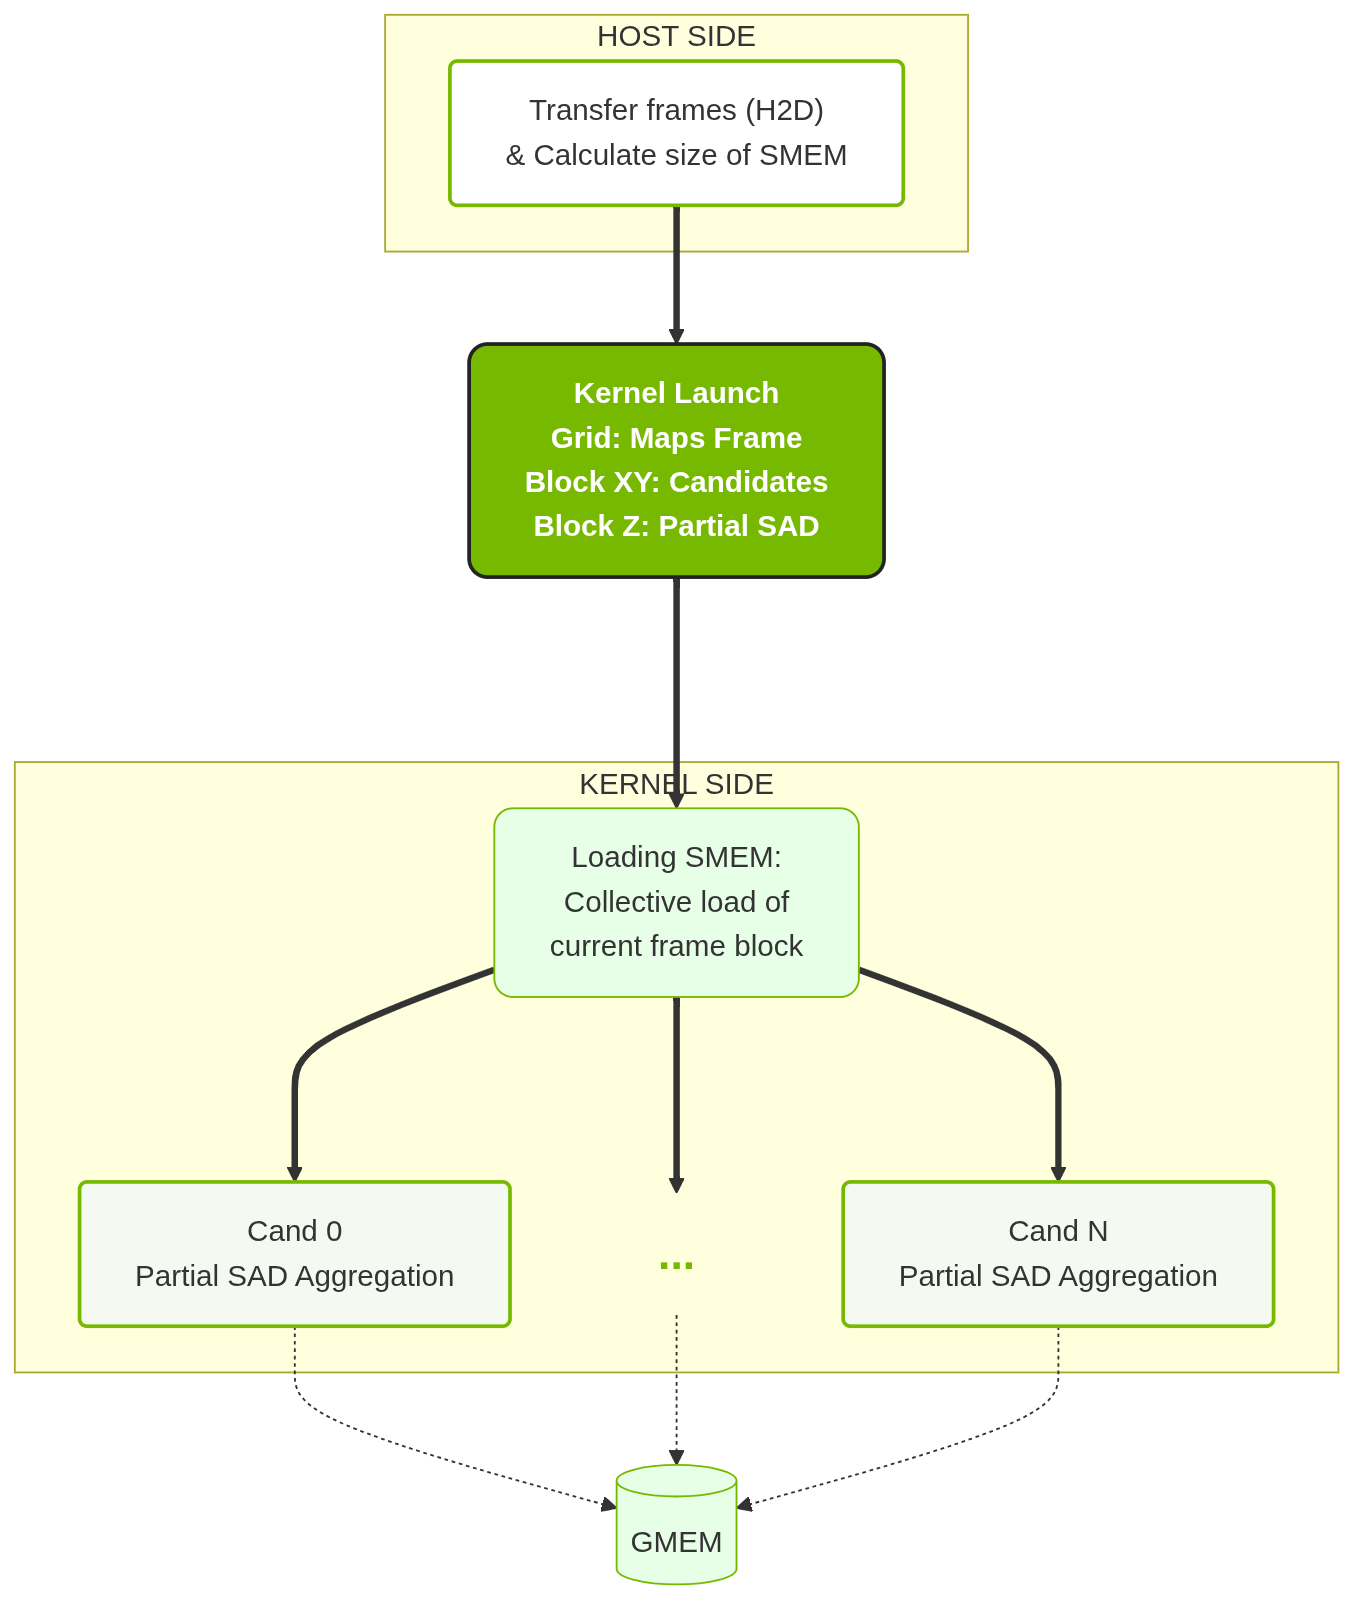 HOST SIDE
Transfer frames (H2D)
& Calculate size of SMEM
Kernel Launch
Grid: Maps Frame
Block XY: Candidates
Block Z: Partial SAD
KERNEL SIDE
Loading SMEM:
Collective load of
current frame block
Cand 0
Partial SAD Aggregation
...
Cand N
Partial SAD Aggregation
GMEM